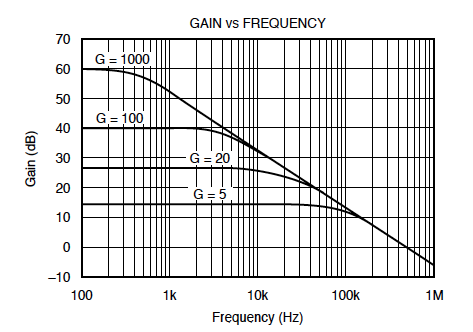 GAIN vs FREQUENCY
70
60
50
40
30
20
10
0
–10
Gain (dB)
G = 1000
G = 100
G = 20
G = 5
100 1k 10k 100k 1M
Frequency (Hz)